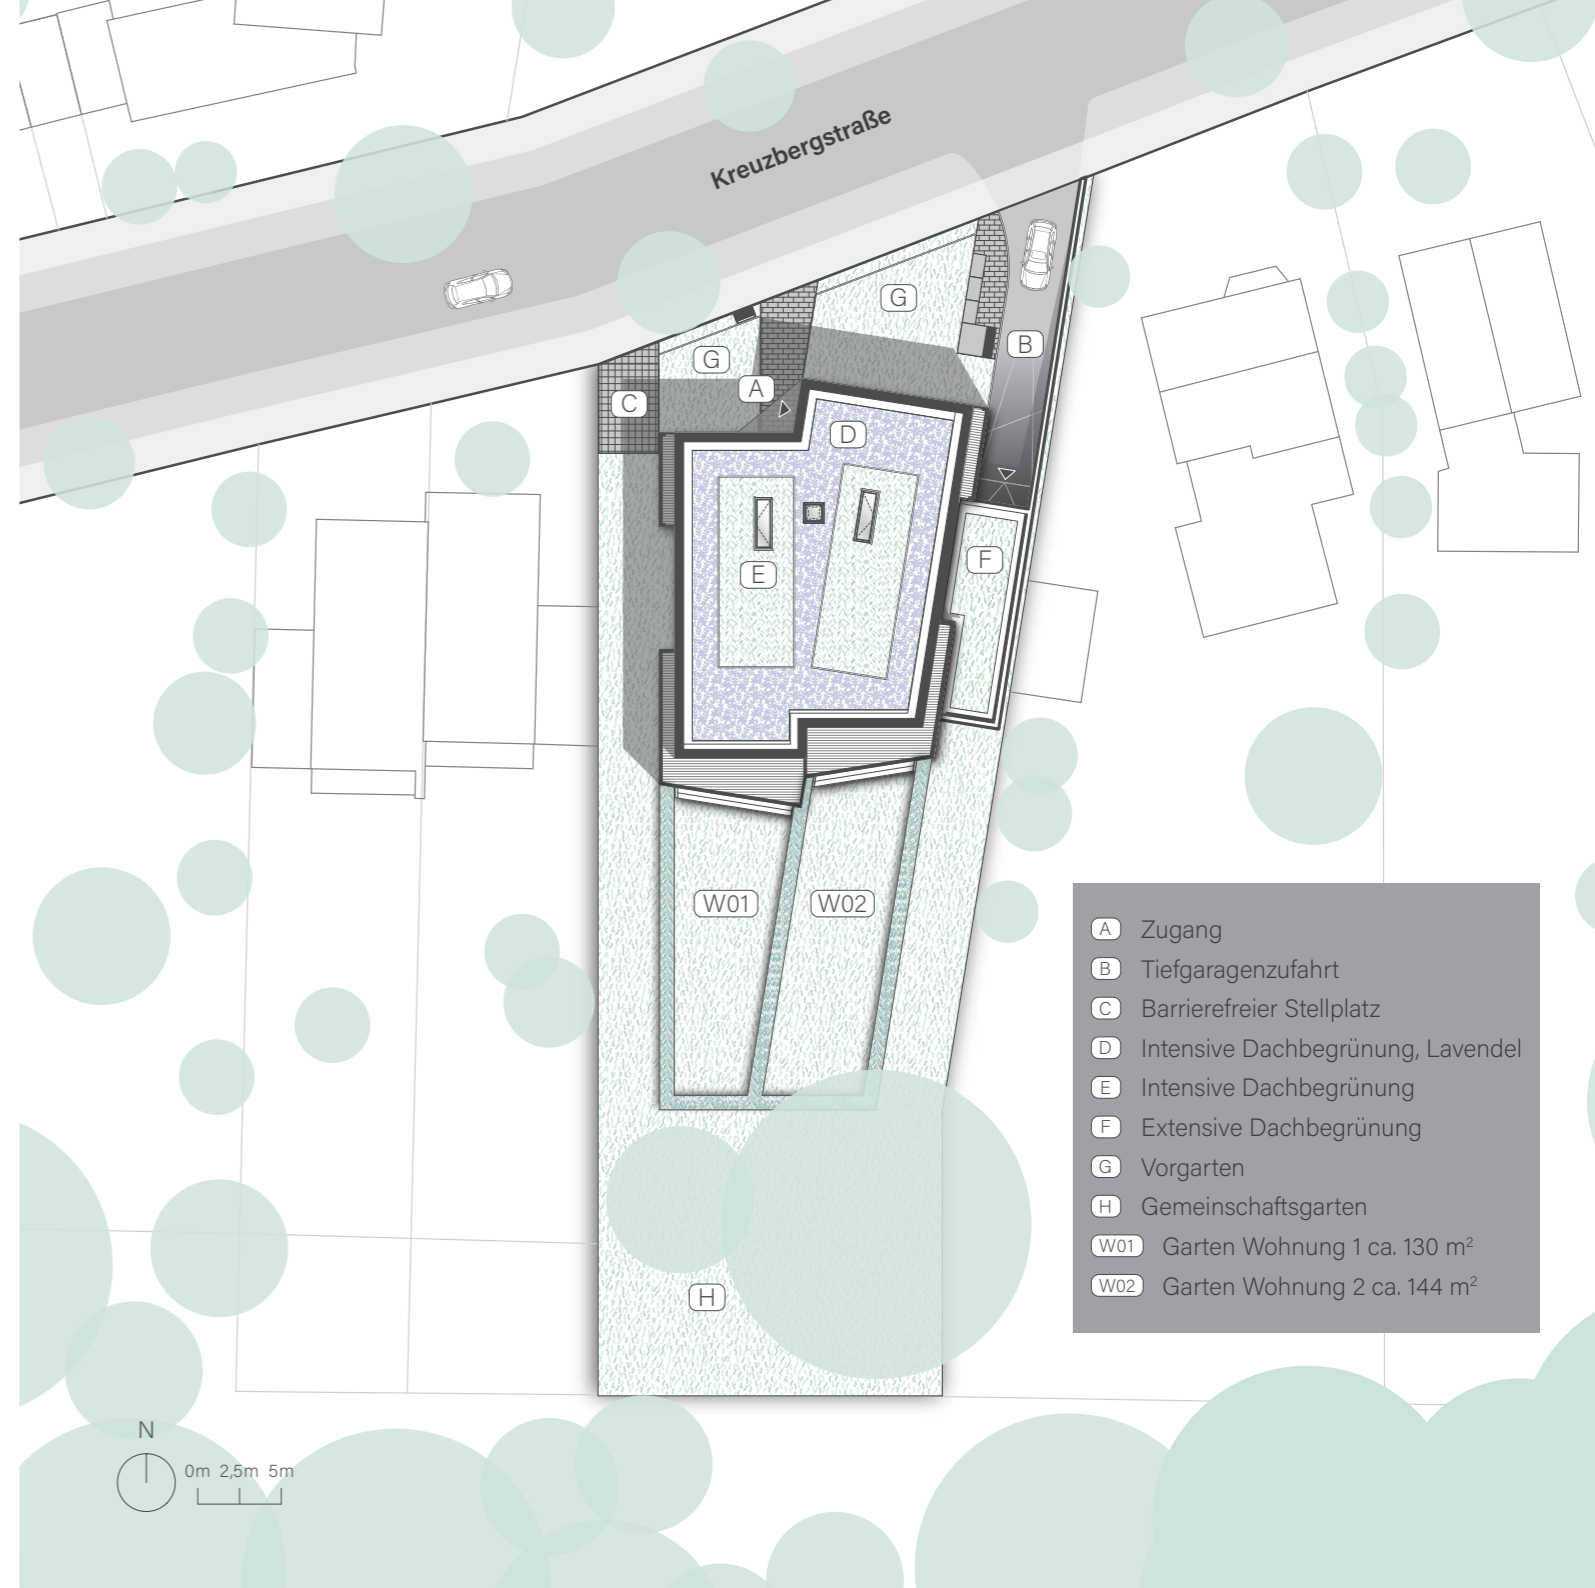 Kreuzbergstraße
G
B
G
A
C
D
F
E
W01
W02
A Zugang
B Tiefgaragenzufahrt
C Barrierefreier Stellplatz
D Intensive Dachbegrünung, Lavendel
E Intensive Dachbegrünung
F Extensive Dachbegrünung
G Vorgarten
H Gemeinschaftsgarten
W01 Garten Wohnung 1 ca. 130 m²
W02 Garten Wohnung 2 ca. 144 m²
H
N
0m 2,5m 5m